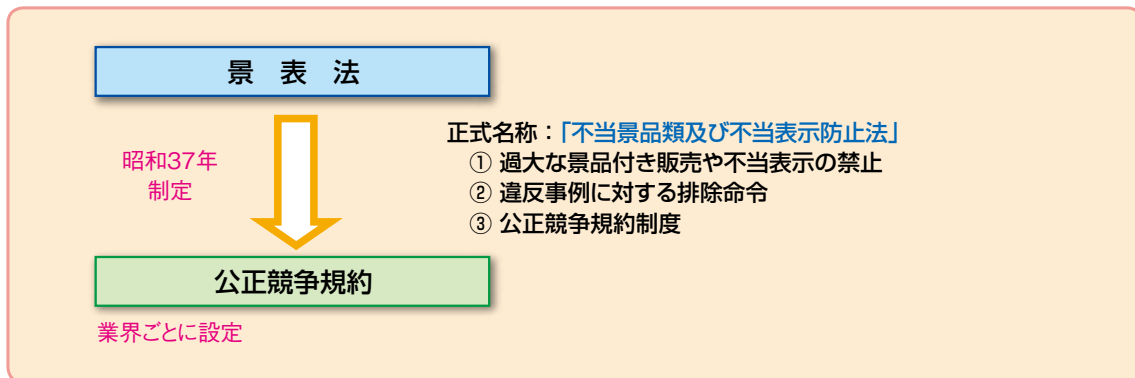 景 表 法
昭和37年
制定
正式名称：「不当景品類及び不当表示防止法」
① 過大な景品付き販売や不当表示の禁止
② 違反事例に対する排除命令
③ 公正競争規約制度
公正競争規約
業界ごとに設定